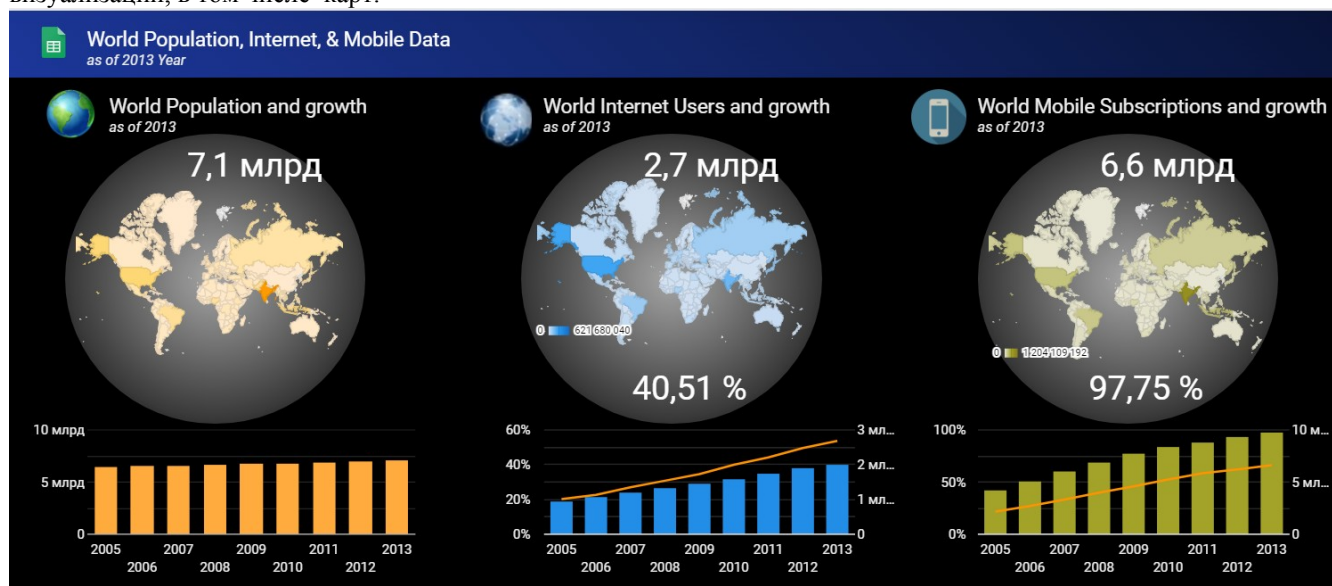 World Population, Internet, & Mobile Data
as of 2013 Year
World Population and growth
as of 2013
7,1 млрд
10 млрд
5 млрд
0
2005
2006
2007
2008
2009
2010
2011
2012
2013
World Internet Users and growth
as of 2013
2,7 млрд
0
621 680 040
40,51 %
60%
40%
20%
0%
3 мл...
2 мл...
1 мл...
0
2005
2006
2007
2008
2009
2010
2011
2012
2013
World Mobile Subscriptions and growth
as of 2013
6,6 млрд
0
1 204 109 192
97,75 %
100%
50%
0%
10 м...
5 мл...
0
2005
2006
2007
2008
2009
2010
2011
2012
2013